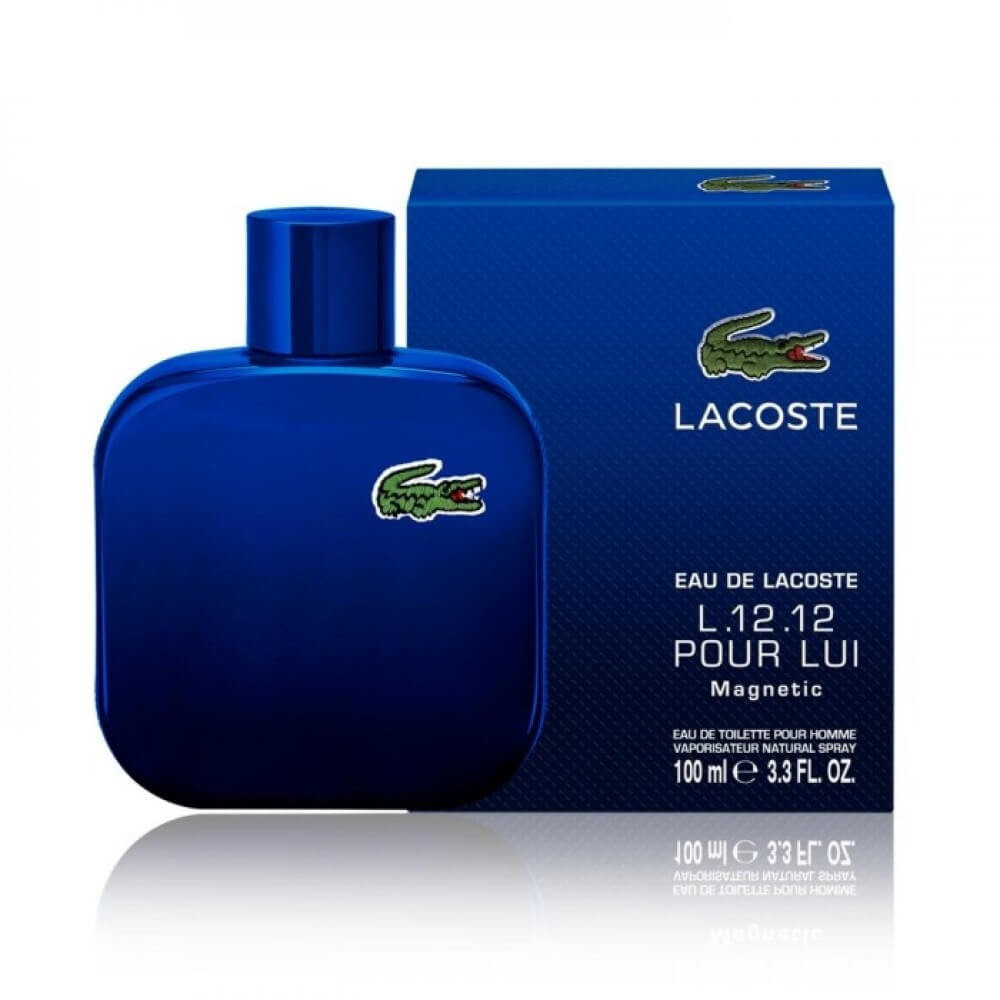 LACOSTE
EAU DE LACOSTE
L.12.12
POUR LUI
Magnetic
EAU DE TOILETTE POUR HOMME
VAPORISATEUR NATURAL SPRAY
100 ml ℮ 3.3 FL. OZ.